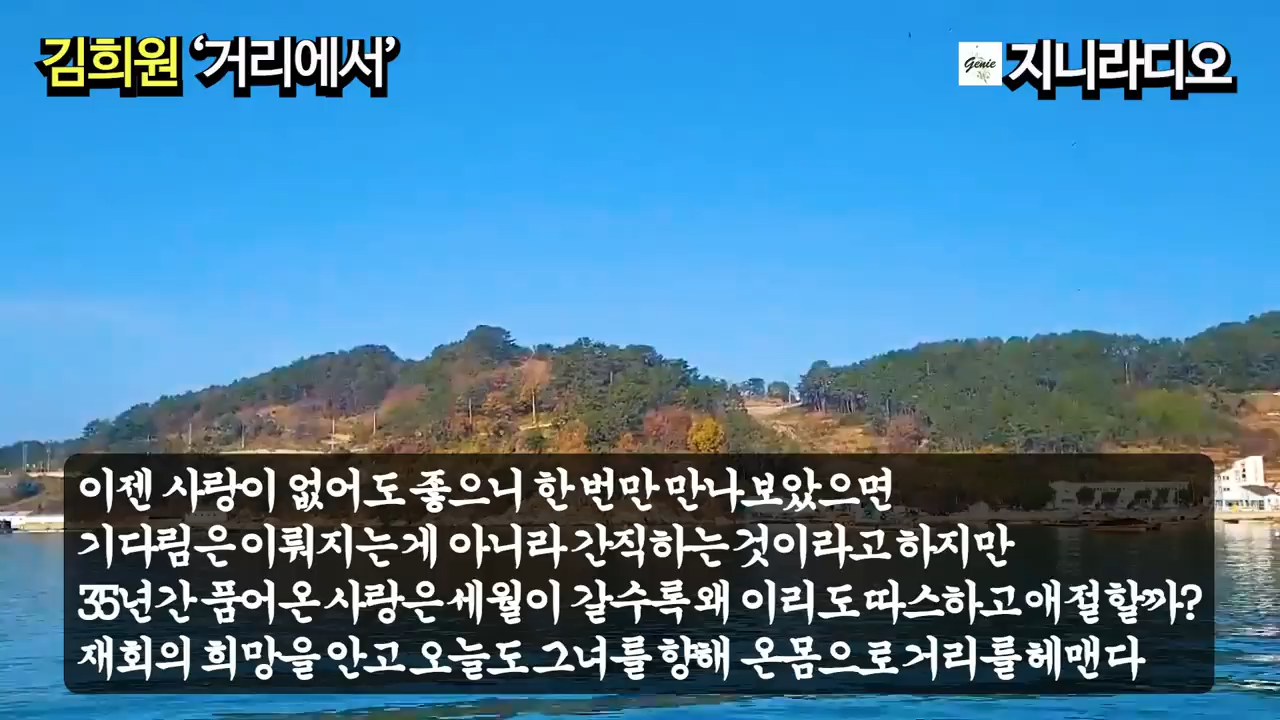 김희원 ‘거리에서’
Genie 지니라디오
이젠 사랑이 없어도 좋으니 한 번만 만나 보았으면
기다림은 이뤄지는게 아니라 간직하는 것이라고 하지만
35년간 품어온 사랑은 세월이 갈수록 왜 이리도 따스하고 애절할까?
재회의 희망을 안고 오늘도 그녀를 향해 온몸으로 거리를 헤맨다